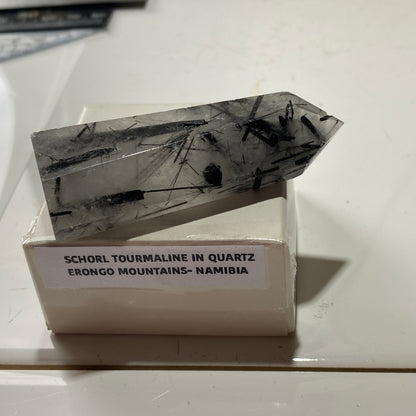 SCHORL TOURMALINE IN QUARTZ
ERONGO MOUNTAINS- NAMIBIA